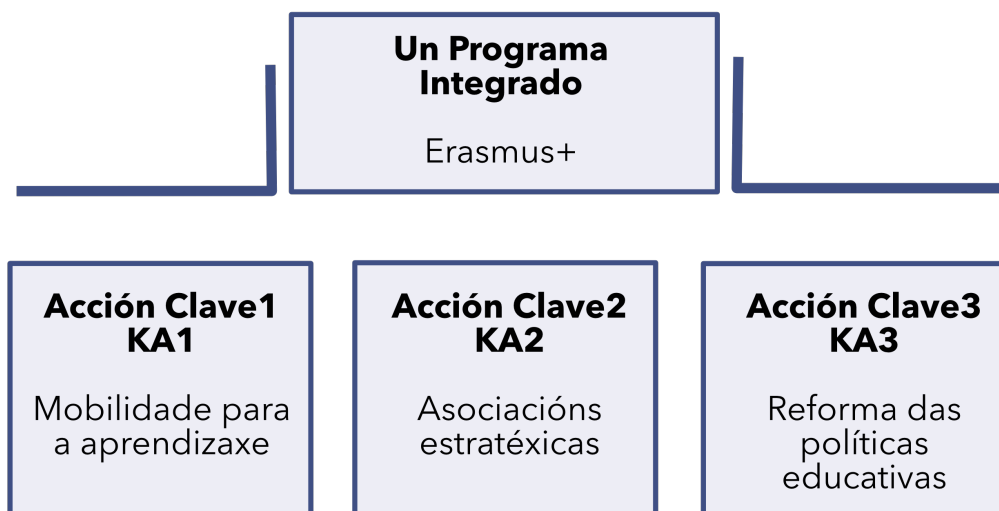 Un Programa
Integrado
Erasmus+
Acción Clave1
KA1
Mobilidade para
a aprendizaxe
Acción Clave2
KA2
Asociacións
estratéxicas
Acción Clave3
KA3
Reforma das
políticas
educativas